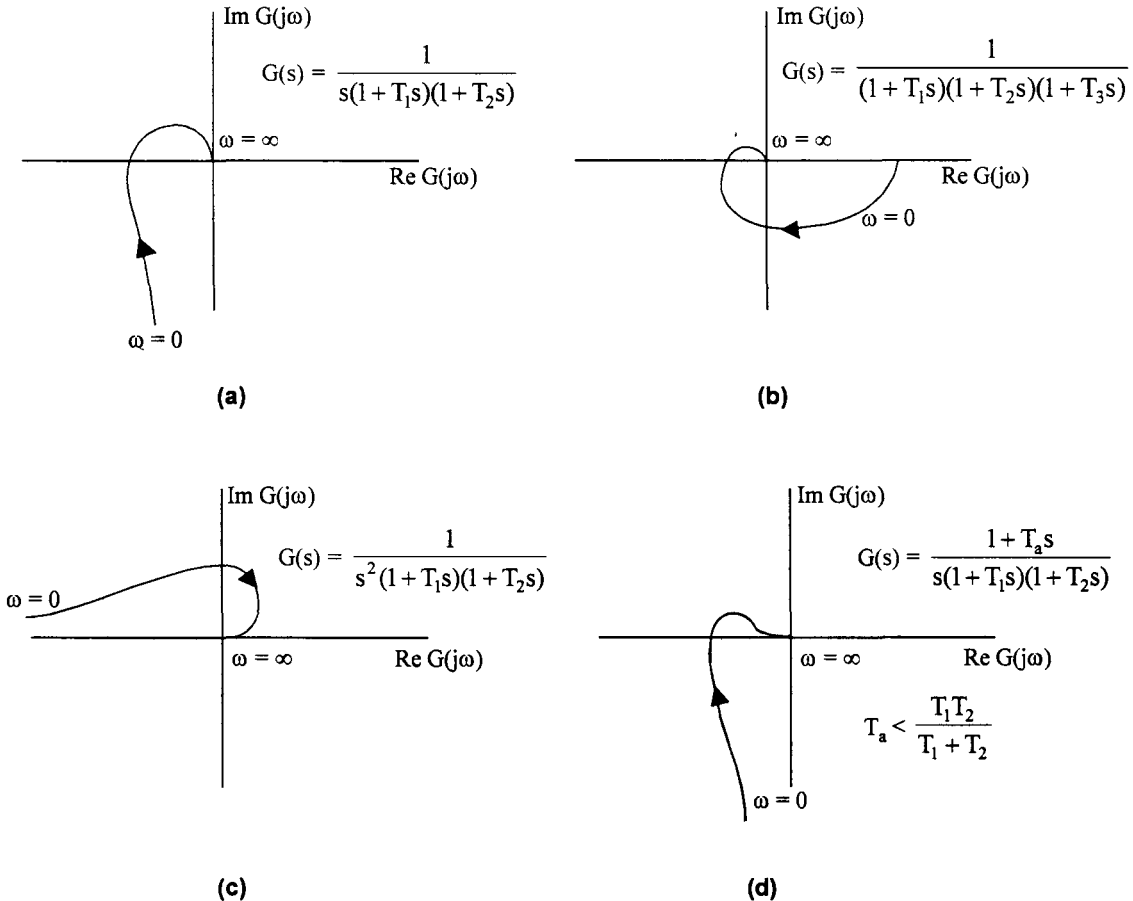 Im G(jω)
G(s) = 1 / s(1 + T₁s)(1 + T₂s)
ω = ∞
Re G(jω)
ω = 0
(a)
Im G(jω)
G(s) = 1 / (1 + T₁s)(1 + T₂s)(1 + T₃s)
ω = ∞
Re G(jω)
ω = 0
(b)
Im G(jω)
G(s) = 1 / s²(1 + T₁s)(1 + T₂s)
ω = 0
ω = ∞
Re G(jω)
(c)
Im G(jω)
G(s) = 1 + Tₐs / s(1 + T₁s)(1 + T₂s)
ω = ∞
Re G(jω)
Tₐ < T₁T₂ / T₁ + T₂
ω = 0
(d)